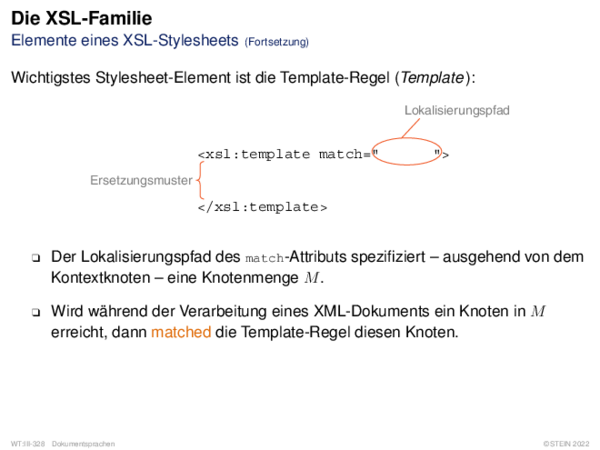 Die XSL-Familie
Elemente eines XSL-Stylesheets (Fortsetzung)
Wichtigstes Stylesheet-Element ist die Template-Regel (Template):
Lokalisierungspfad
<xsl:template match=" ">
Ersetzungsmuster
</xsl:template>
❑ Der Lokalisierungspfad des match-Attributs spezifiziert – ausgehend von dem
Kontextknoten – eine Knotenmenge M.
❑ Wird während der Verarbeitung eines XML-Dokuments ein Knoten in M
erreicht, dann matched die Template-Regel diesen Knoten.
WT:III-328 Dokumentsprachen ©STEIN 2022